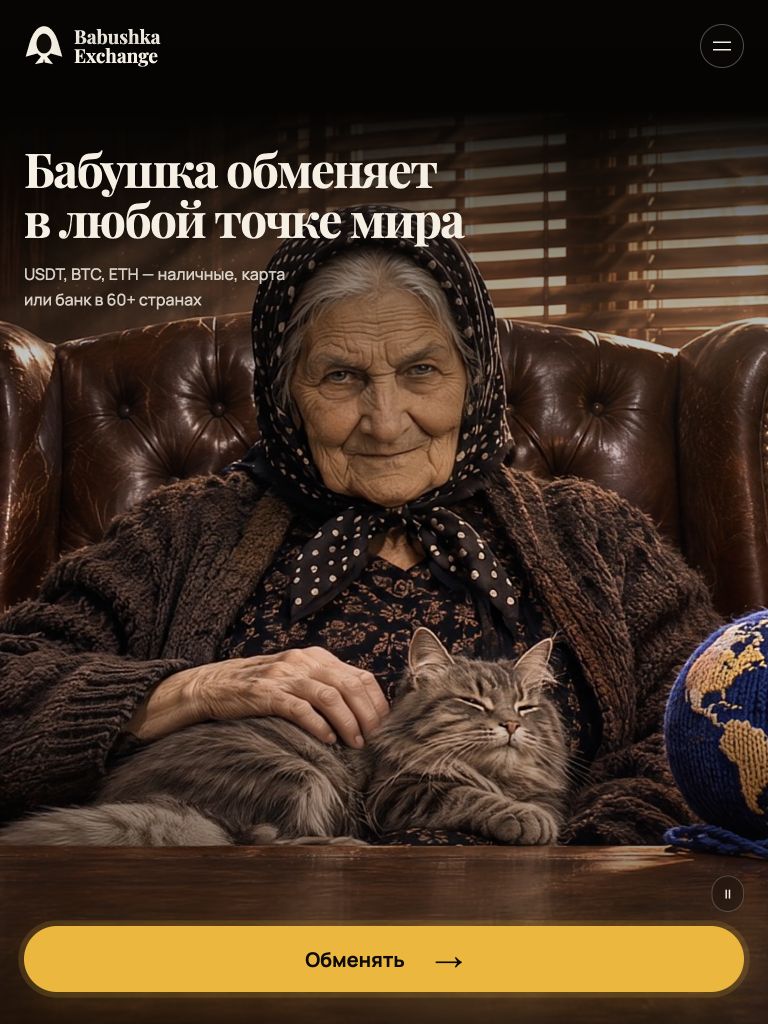 Babushka
Exchange
Бабушка обменяет
в любой точке мира
USDT, BTC, ETH — наличные, карта
или банк в 60+ странах
Обменять →